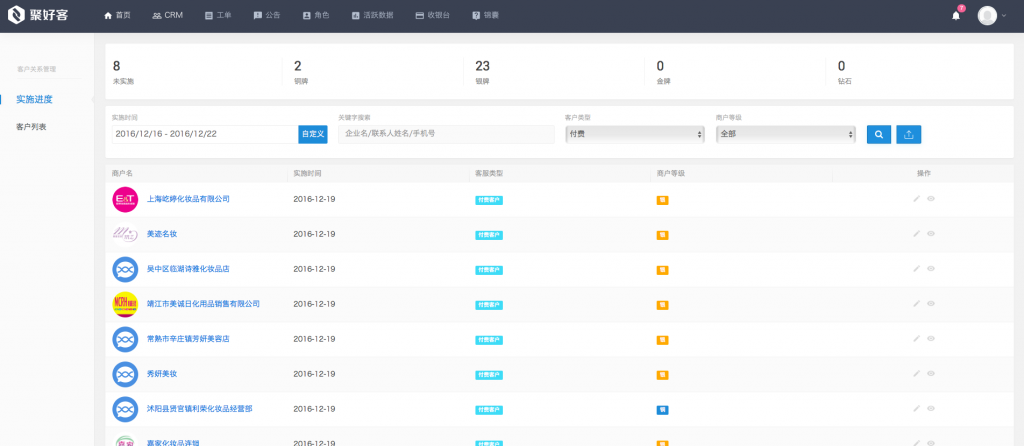 聚好客 首页 CRM 工单 公告 角色 活跃数据 收银台 锦囊 7
客户关系管理
实施进度
客户列表
8 2 23 0 0
未实施 铜牌 银牌 金牌 钻石
实施时间 关键字搜索 客户类型 商户等级
2016/12/16 - 2016/12/22 自定义 企业名/联系人姓名/手机号 付费 全部
商户名 实施时间 客服类型 商户等级 操作
上海屹婷化妆品有限公司 2016-12-19 付费客户 银
美迹名妆 2016-12-19 付费客户 银
吴中区临湖诗雅化妆品店 2016-12-19 付费客户 银
靖江市美诚日化用品销售有限公司 2016-12-19 付费客户 银
常熟市辛庄镇芳妍美容店 2016-12-19 付费客户 银
秀妍美妆 2016-12-19 付费客户 银
沭阳县贤官镇利荣化妆品经营部 2016-12-19 付费客户 铜
嘉家化妆品连锁 2016-12-19 付费客户